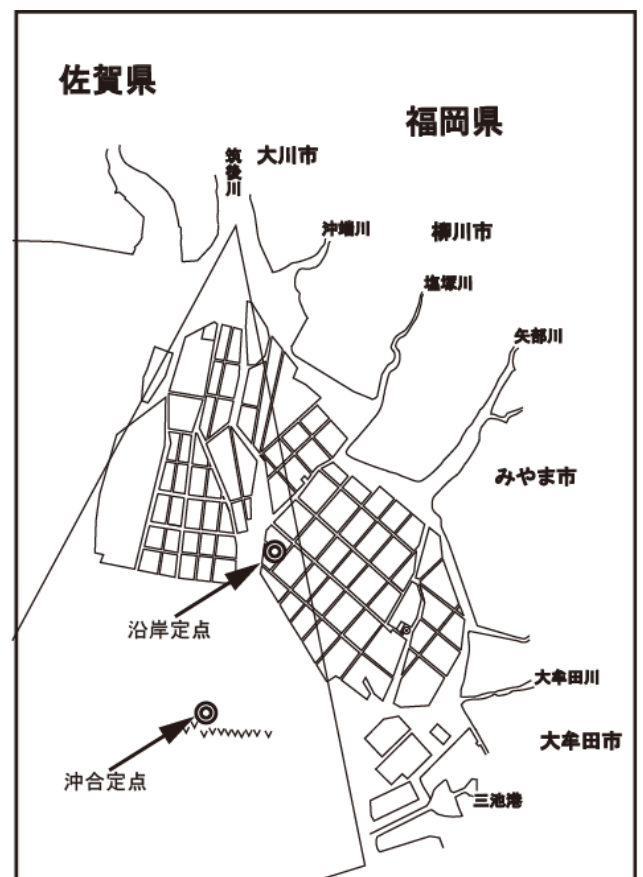 佐賀県
福岡県
筑後川
大川市
沖端川
柳川市
塩塚川
矢部川
みやま市
沿岸定点
大牟田川
大牟田市
沖合定点
三池港